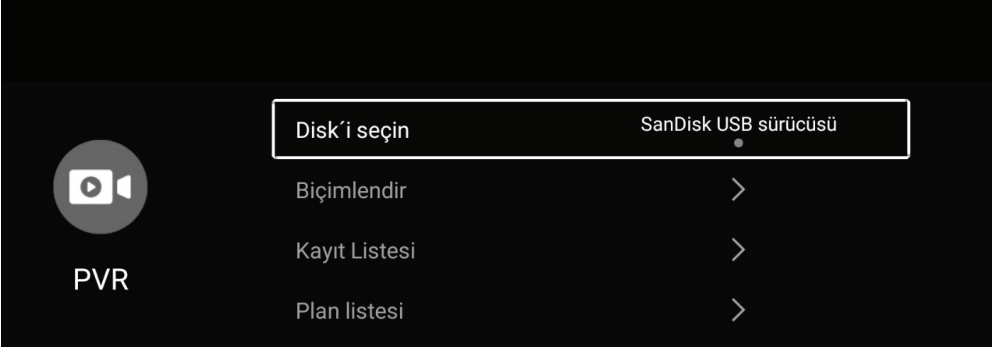 Disk´i seçin
SanDisk USB sürücüsü
Biçimlendir
Kayıt Listesi
PVR
Plan listesi